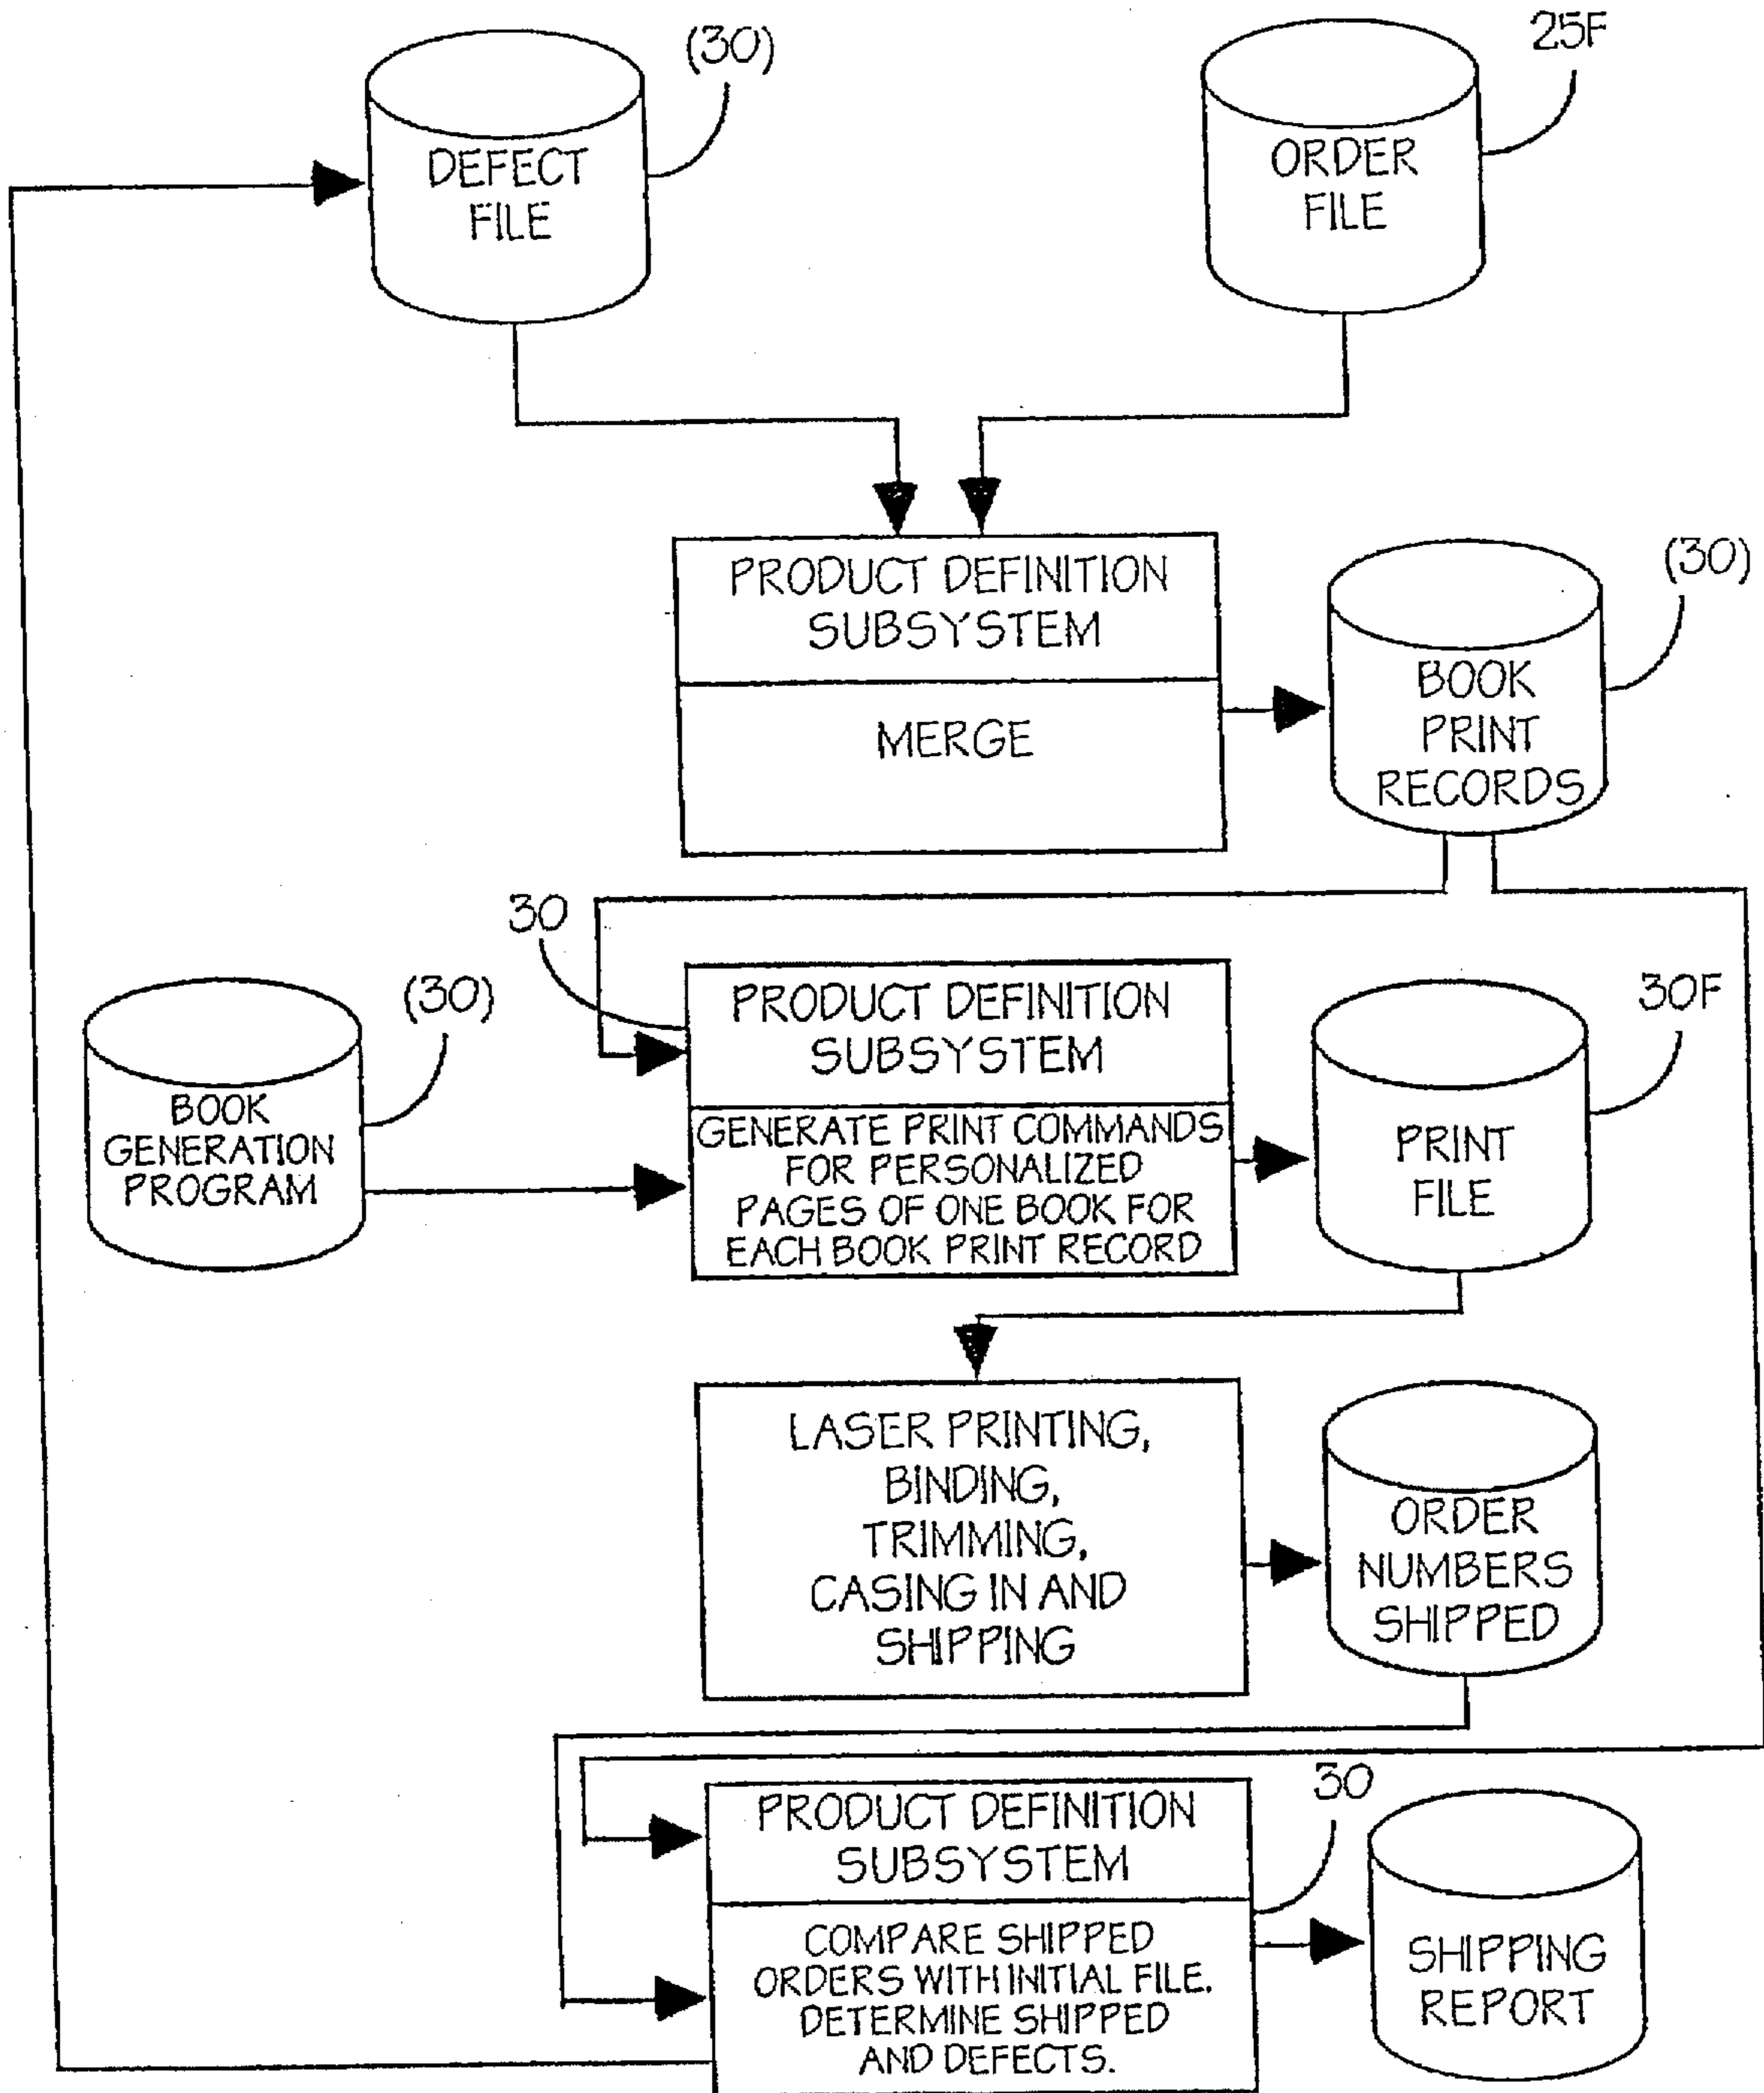 (30)
25F
DEFECT
FILE
ORDER
FILE
PRODUCT DEFINITION
SUBSYSTEM
MERGE
(30)
BOOK
PRINT
RECORDS
30
(30)
BOOK
GENERATION
PROGRAM
PRODUCT DEFINITION
SUBSYSTEM
GENERATE PRINT COMMANDS
FOR PERSONALIZED
PAGES OF ONE BOOK FOR
EACH BOOK PRINT RECORD
30F
PRINT
FILE
LASER PRINTING,
BINDING,
TRIMMING,
CASING IN AND
SHIPPING
ORDER
NUMBERS
SHIPPED
PRODUCT DEFINITION
SUBSYSTEM
30
COMPARE SHIPPED
ORDERS WITH INITIAL FILE.
DETERMINE SHIPPED
AND DEFECTS.
SHIPPING
REPORT